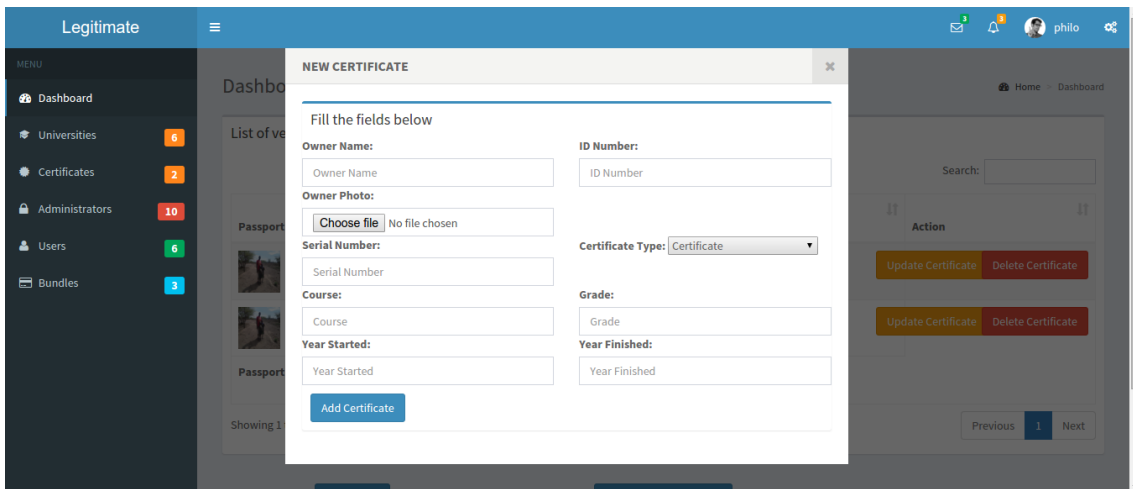 Legitimate
3
3
philo
MENU
Dashboard
Universities 6
Certificates 2
Administrators 10
Users 6
Bundles 3
Home > Dashboard
NEW CERTIFICATE ×
Fill the fields below
Owner Name: ID Number:
Owner Name ID Number
Owner Photo:
Choose file No file chosen
Serial Number: Certificate Type: Certificate
Serial Number
Course: Grade:
Course Grade
Year Started: Year Finished:
Year Started Year Finished
Add Certificate
Dashbo
List of ve
Search:
Passport Action
Update Certificate Delete Certificate
Update Certificate Delete Certificate
Passport
Showing 1
Previous 1 Next